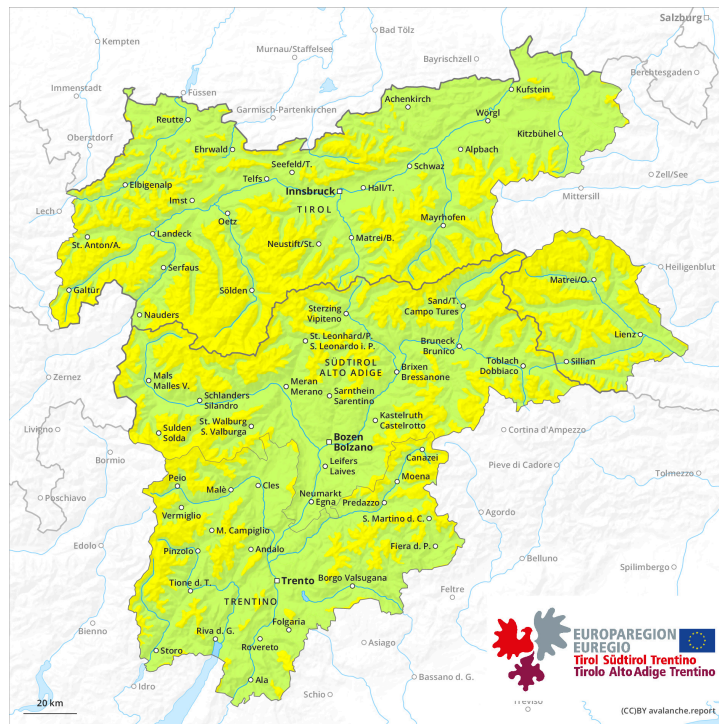 Salzburg
Kempten
Bad Tölz
Murnau/Staffelsee
Bayrischzell
Berchtesgaden
Immenstadt
Füssen
Garmisch-Partenkirchen
Achenkirch
Kufstein
Reutte
Wörgl
Oberstdorf
Ehrwald
Kitzbühel
Seefeld/T.
Alpbach
Schwaz
Telfs
Zell/See
Elbigenalp
Innsbruck
Hall/T.
Mittersill
Imst
TIROL
Lech
Oetz
Mayrhofen
St. Anton/A.
Landeck
Neustift/St.
Matrei/B.
Serfaus
Heiligenblut
Matrei/O.
Galtür
Sölden
Sand/T.
Campo Tures
Nauders
Sterzing
Vipiteno
Lienz
St. Leonhard/P.
S. Leonardo i. P.
Bruneck
Brunico
SÜDTIROL
ALTO ADIGE
Toblach
Dobbiaco
Sillian
Brixen
Bressanone
Zernez
Mals
Malles V.
Meran
Merano
Schlanders
Silandro
Sarnthein
Sarentino
Kastelruth
Castelrotto
St. Walburg
S. Valburga
Livigno
Sulden
Solda
Cortina d'Ampezzo
Bozen
Bolzano
Bormio
Canazei
Pieve di Cadore
Leifers
Laives
Tolmezzo
Moena
Peio
Malè
Cles
Poschiavo
Neumarkt
Egna
Predazzo
Vermiglio
Agordo
S. Martino d. C.
M. Campiglio
Edolo
Pinzolo
Andalo
Fiera d. P.
Belluno
Spilimbergo
Tione d. T.
Trento
Borgo Valsugana
Feltre
TRENTINO
Bienno
Folgaria
Riva d. G.
Rovereto
Asiago
Storo
Bassano d. G.
Idro
Ala
Schio
Treviso
EUROPAREGION
EUREGIO
Tirol Südtirol Trentino
Tirolo Alto Adige Trentino
20 km
(CC)BY avalanche.report